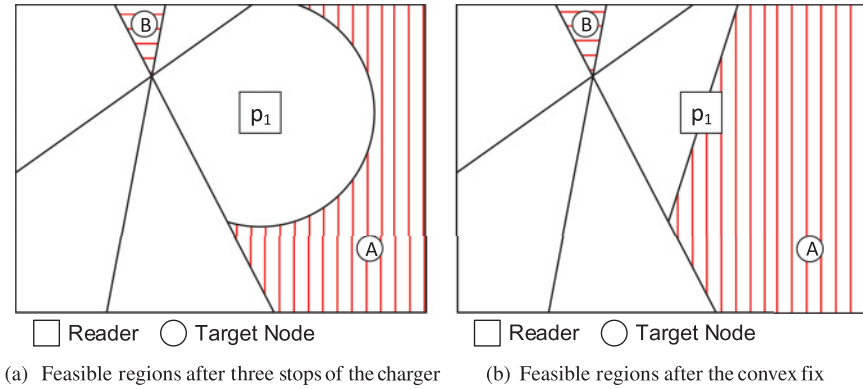 B
p1
A
Reader Target Node
(a) Feasible regions after three stops of the charger
B
p1
A
Reader Target Node
(b) Feasible regions after the convex fix